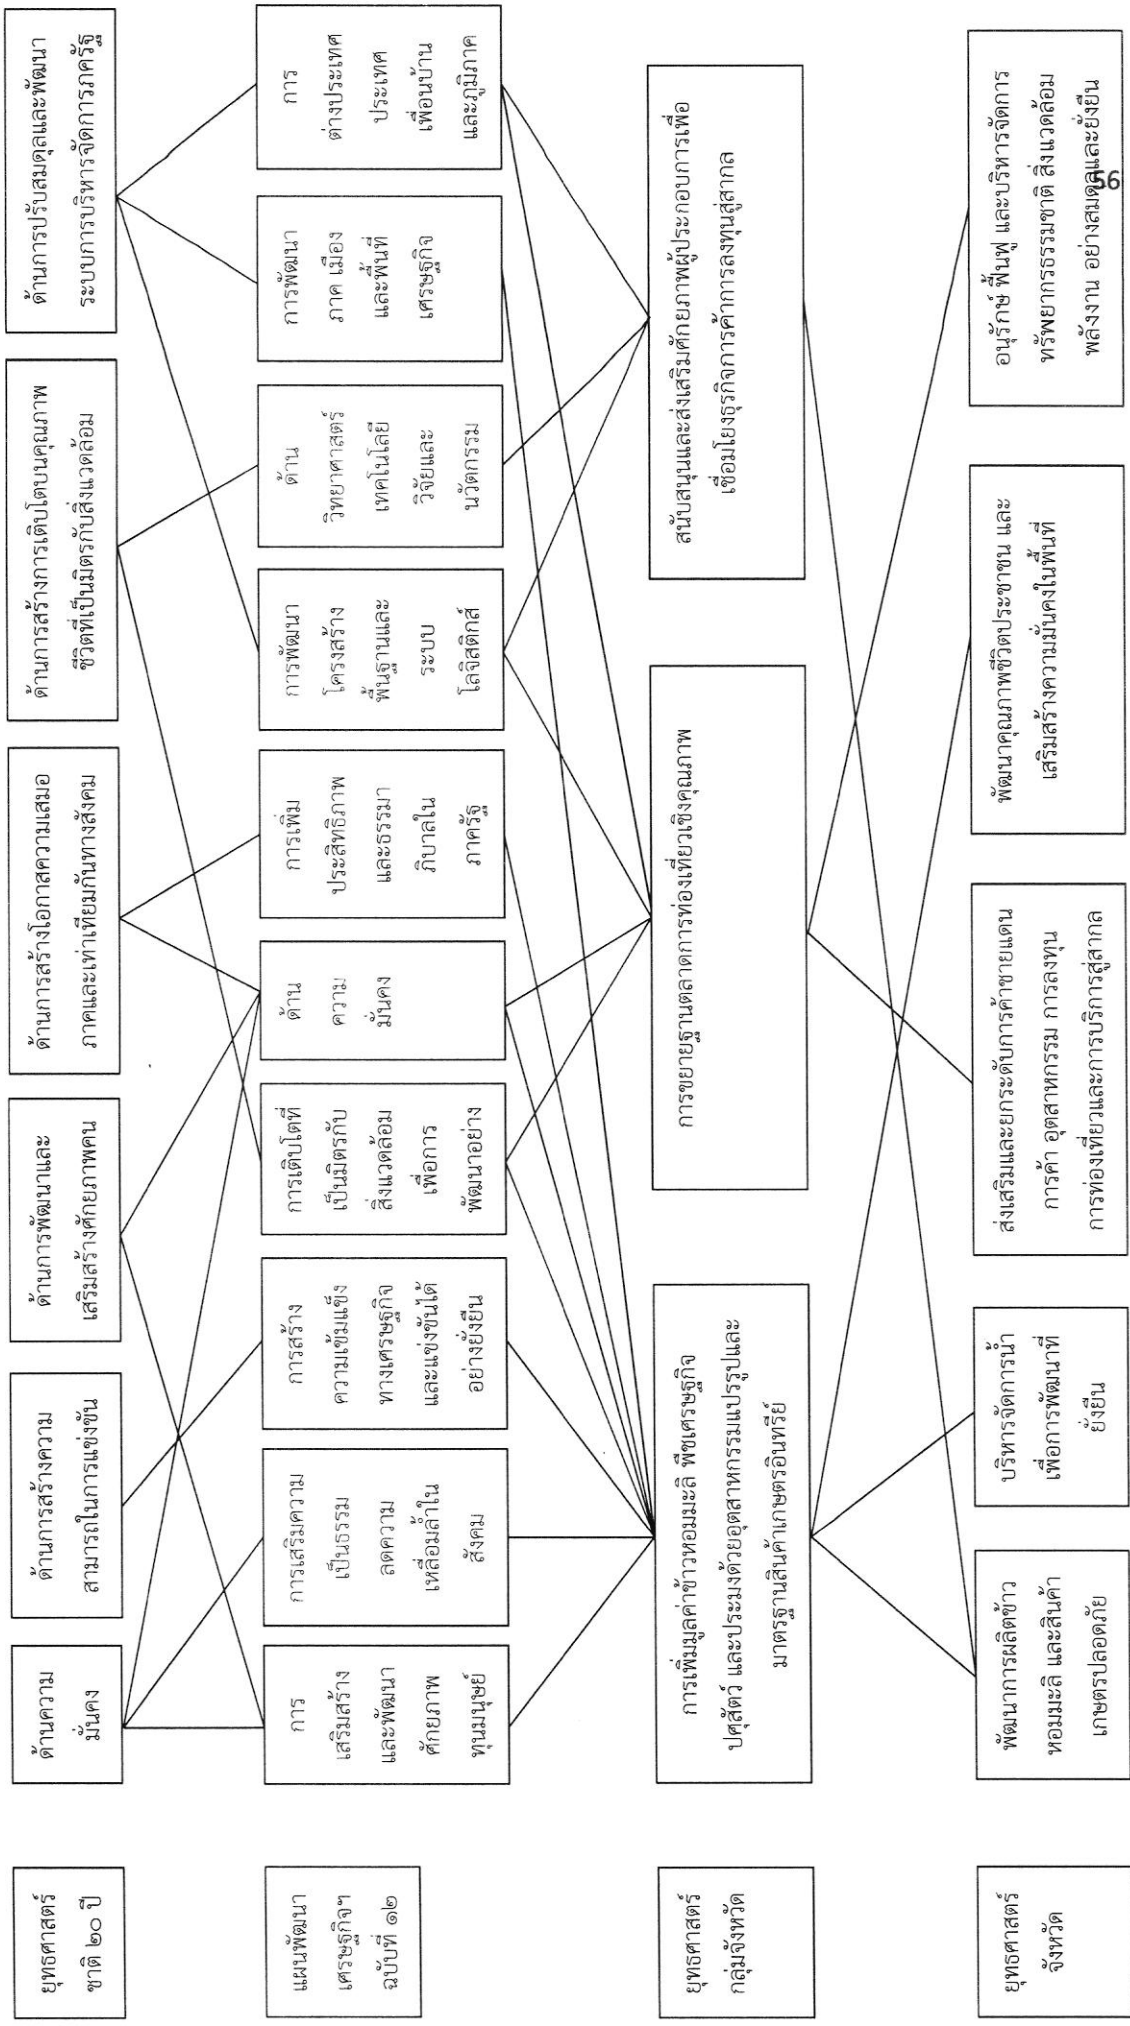 ยุทธศาสตร์
ชาติ ๒๐ ปี
ด้านความ
มั่นคง
ด้านการสร้างความ
สามารถในการแข่งขัน
ด้านการพัฒนาและ
เสริมสร้างศักยภาพคน
ด้านการสร้างโอกาสความเสมอ
ภาคและเท่าเทียมกันทางสังคม
ด้านการสร้างการเติบโตบนคุณภาพ
ชีวิตที่เป็นมิตรกับสิ่งแวดล้อม
ด้านการปรับสมดุลและพัฒนา
ระบบการบริหารจัดการภาครัฐ
แผนพัฒนา
เศรษฐกิจฯ
ฉบับที่ ๑๒
การ
เสริมสร้าง
และพัฒนา
ศักยภาพ
ทุนมนุษย์
การเสริมความ
เป็นธรรม
ลดความ
เหลื่อมล้ำใน
สังคม
การสร้าง
ความเข้มแข็ง
ทางเศรษฐกิจ
และแข่งขันได้
อย่างยั่งยืน
การเติบโตที่
เป็นมิตรกับ
สิ่งแวดล้อม
เพื่อการ
พัฒนาอย่าง
ด้าน
ความ
มั่นคง
การเพิ่ม
ประสิทธิภาพ
และธรรมา
ภิบาลใน
ภาครัฐ
การพัฒนา
โครงสร้าง
พื้นฐานและ
ระบบ
โลจิสติกส์
ด้าน
วิทยาศาสตร์
เทคโนโลยี
วิจัยและ
นวัตกรรม
การพัฒนา
ภาค เมือง
และพื้นที่
เศรษฐกิจ
การ
ต่างประเทศ
ประเทศ
เพื่อนบ้าน
และภูมิภาค
ยุทธศาสตร์
กลุ่มจังหวัด
การเพิ่มมูลค่าข้าวหอมมะลิ พืชเศรษฐกิจ
ปศุสัตว์ และประมงด้วยอุตสาหกรรมแปรรูปและ
มาตรฐานสินค้าเกษตรอินทรีย์
การขยายฐานตลาดการท่องเที่ยวเชิงคุณภาพ
สนับสนุนและส่งเสริมศักยภาพผู้ประกอบการเพื่อ
เชื่อมโยงธุรกิจการค้าการลงทุนสู่สากล
ยุทธศาสตร์
จังหวัด
พัฒนาการผลิตข้าว
หอมมะลิ และสินค้า
เกษตรปลอดภัย
บริหารจัดการน้ำ
เพื่อการพัฒนาที่
ยั่งยืน
ส่งเสริมและยกระดับการค้าชายแดน
การค้า อุตสาหกรรม การลงทุน
การท่องเที่ยวและการบริการสู่สากล
พัฒนาคุณภาพชีวิตประชาชน และ
เสริมสร้างความมั่นคงในพื้นที่
อนุรักษ์ ฟื้นฟู และบริหารจัดการ
ทรัพยากรธรรมชาติ สิ่งแวดล้อม
พลังงาน อย่างสมดุลและยั่งยืน
56